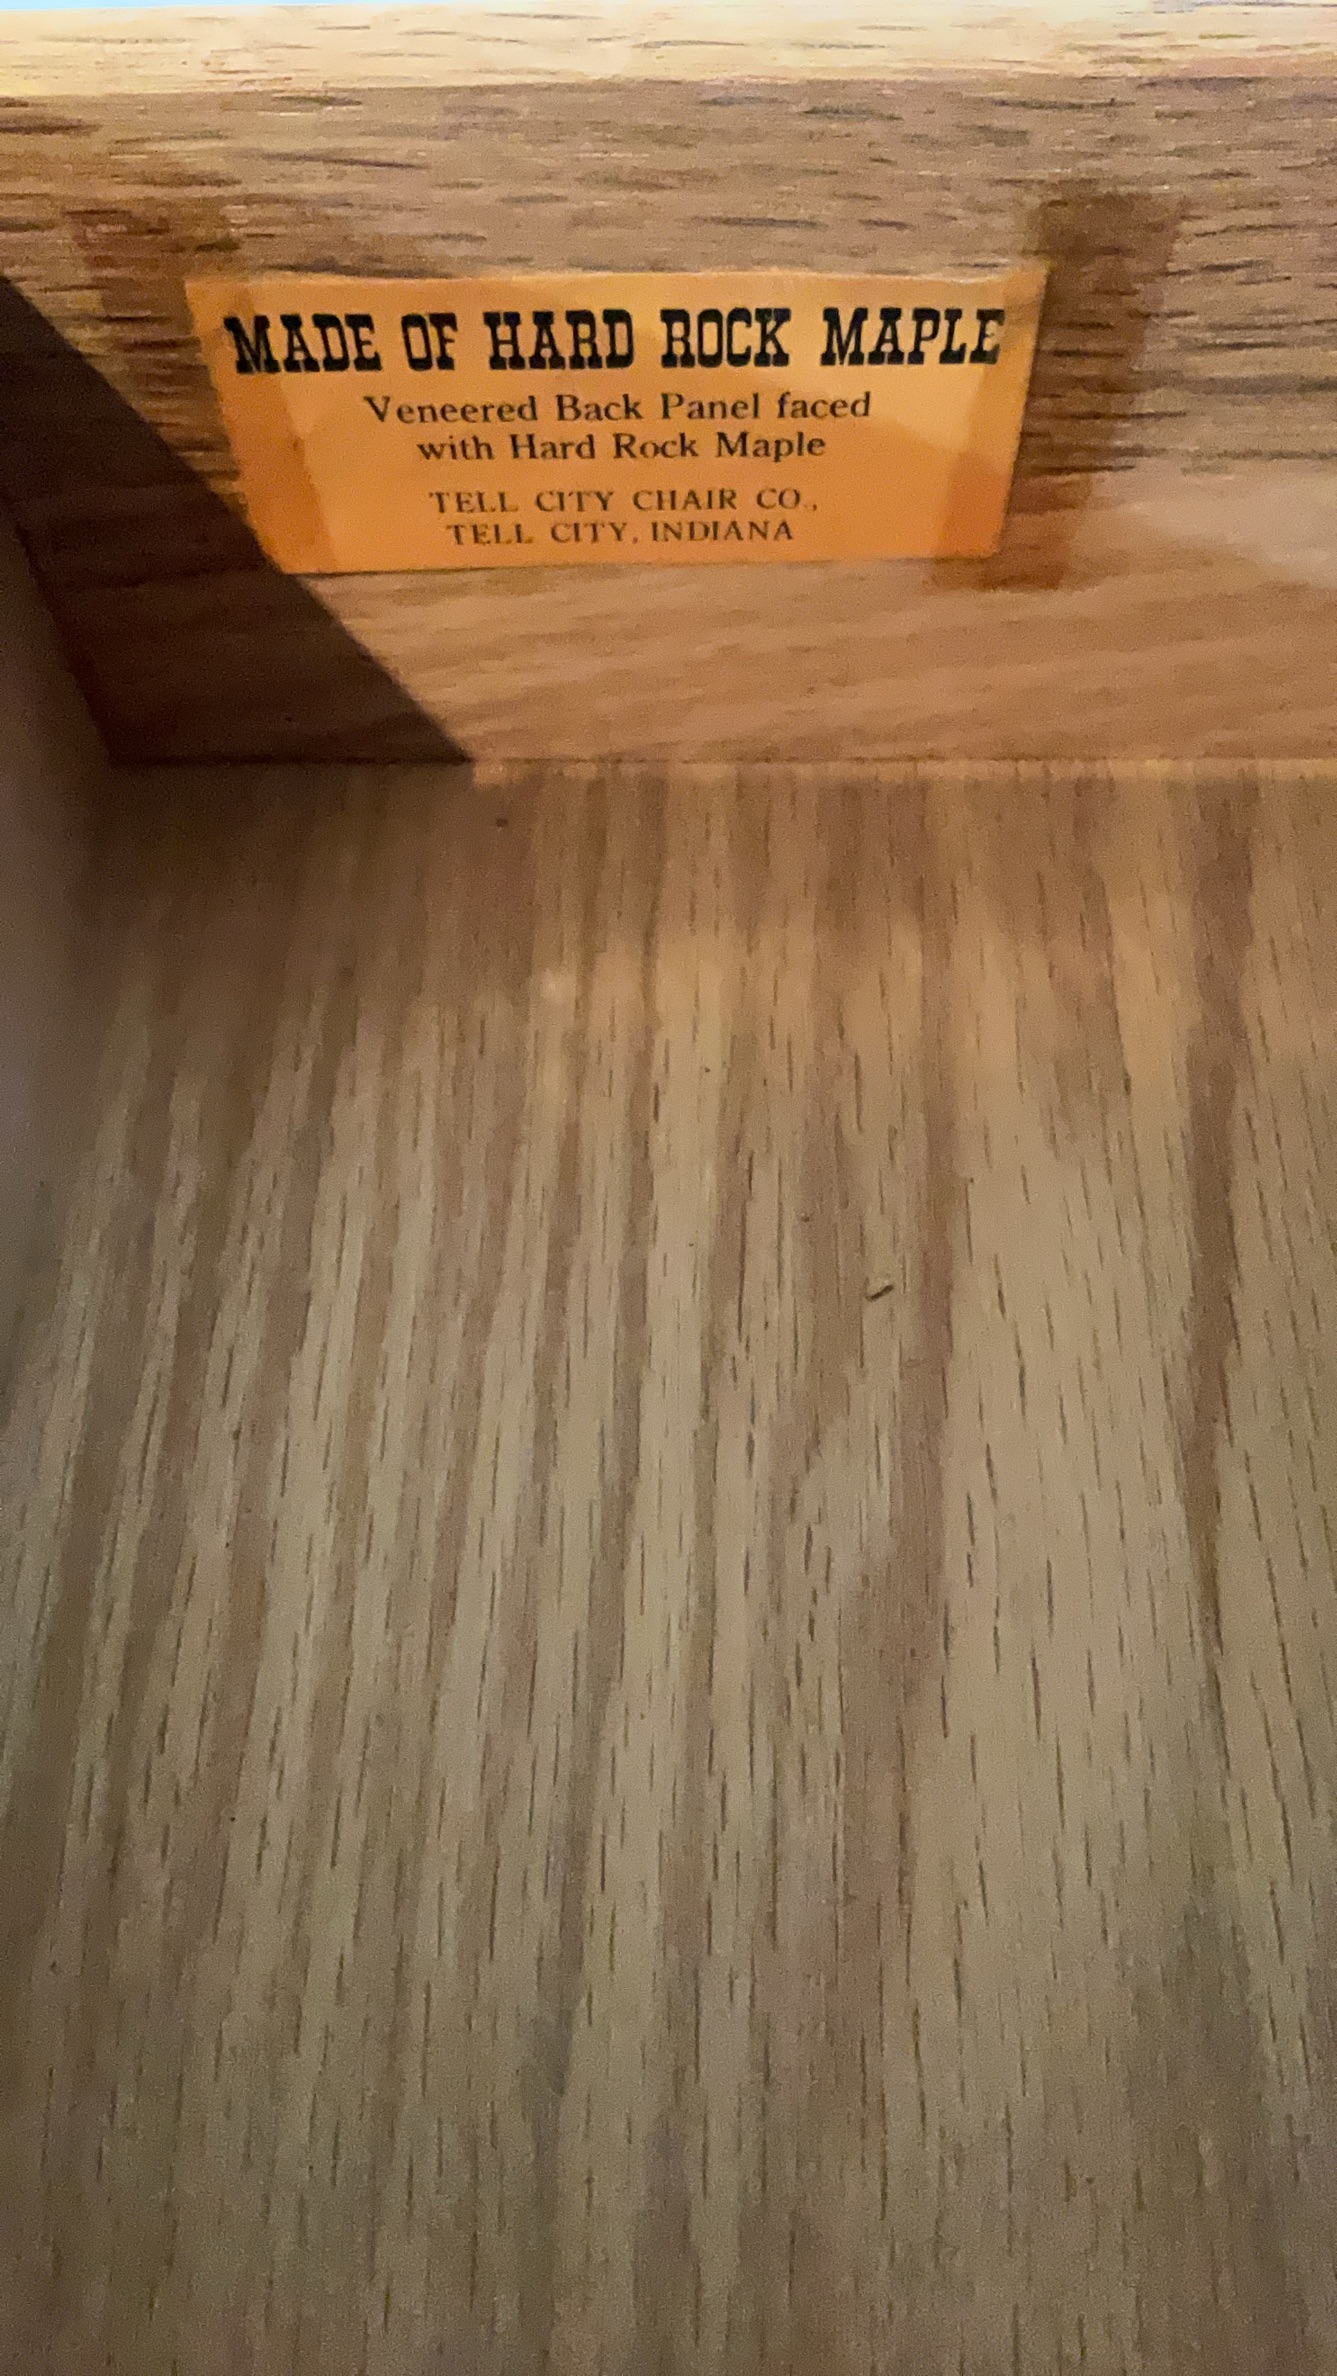 MADE OF HARD ROCK MAPLE
Veneered Back Panel faced
with Hard Rock Maple
TELL CITY CHAIR CO.,
TELL CITY, INDIANA